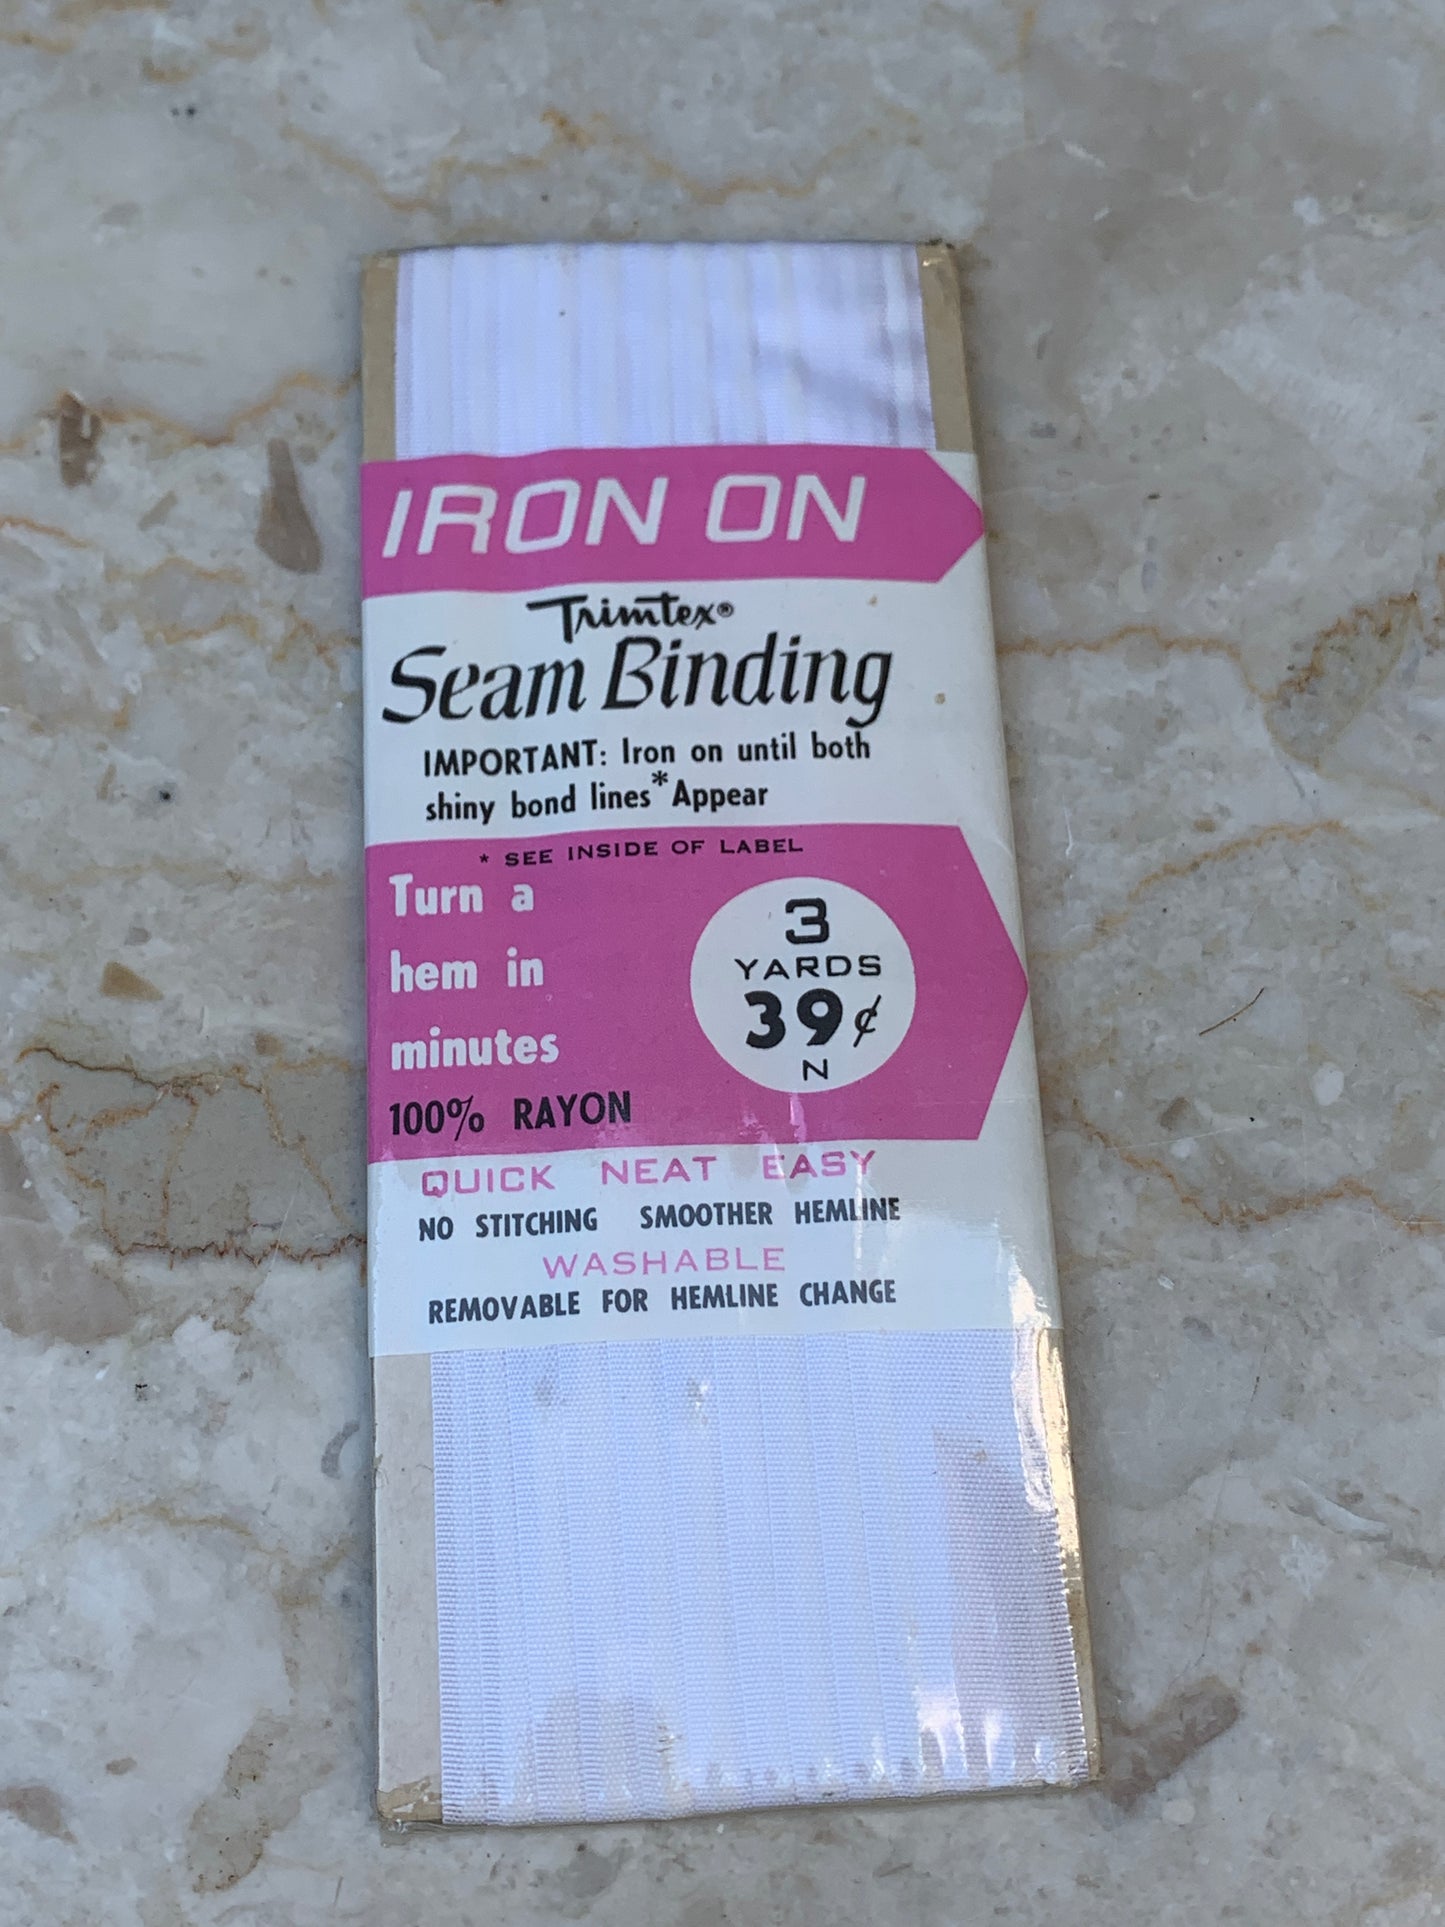 IRON ON
Trimtex®
Seam Binding
IMPORTANT: Iron on until both
shiny bond lines* Appear
* SEE INSIDE OF LABEL
Turn a
hem in
minutes
100% RAYON
3
YARDS
39¢
N
QUICK NEAT EASY
NO STITCHING SMOOTHER HEMLINE
WASHABLE
REMOVABLE FOR HEMLINE CHANGE